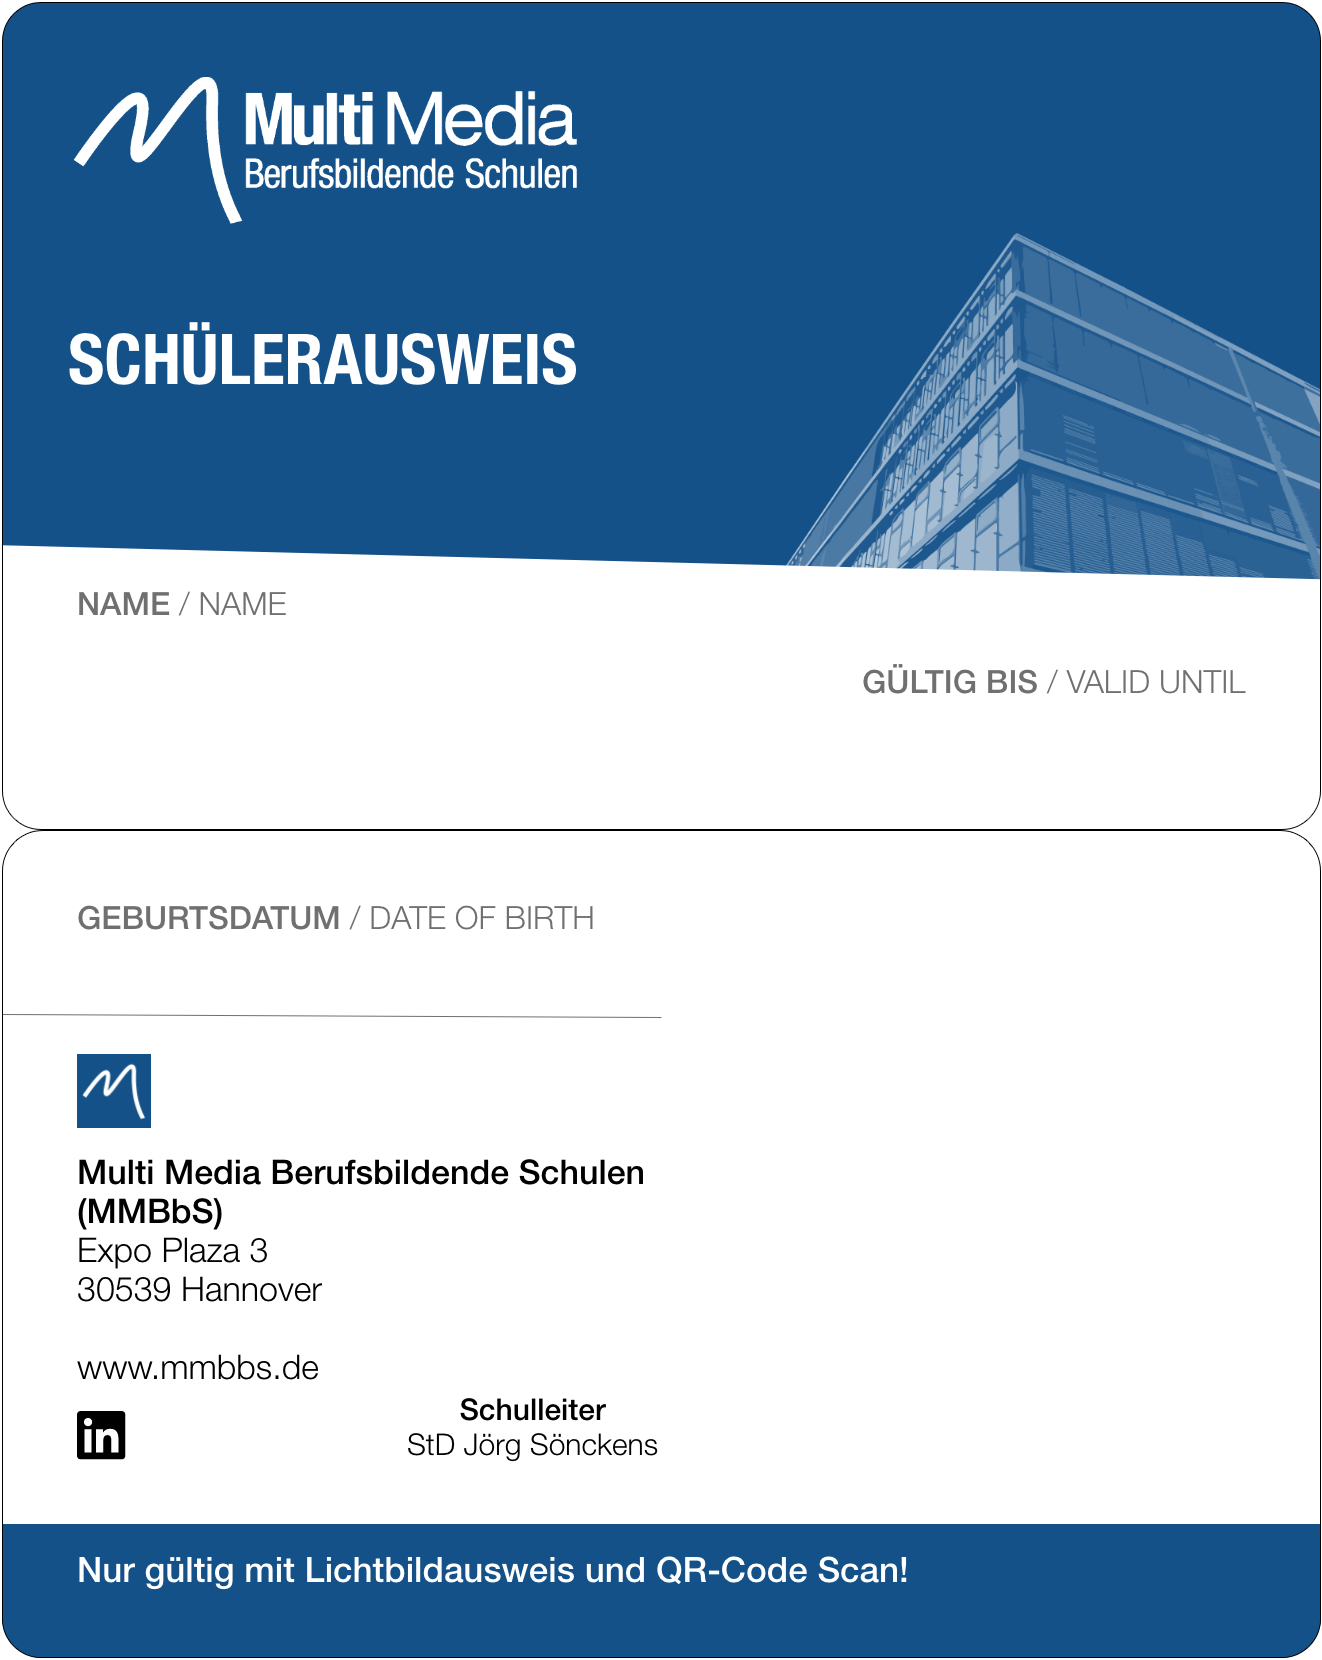 Multi Media
Berufsbildende Schulen
SCHÜLERAUSWEIS
NAME / NAME
GÜLTIG BIS / VALID UNTIL
GEBURTSDATUM / DATE OF BIRTH
Multi Media Berufsbildende Schulen
(MMBbS)
Expo Plaza 3
30539 Hannover
www.mmbbs.de
Schulleiter
in
StD Jörg Sönckens
Nur gültig mit Lichtbildausweis und QR-Code Scan!